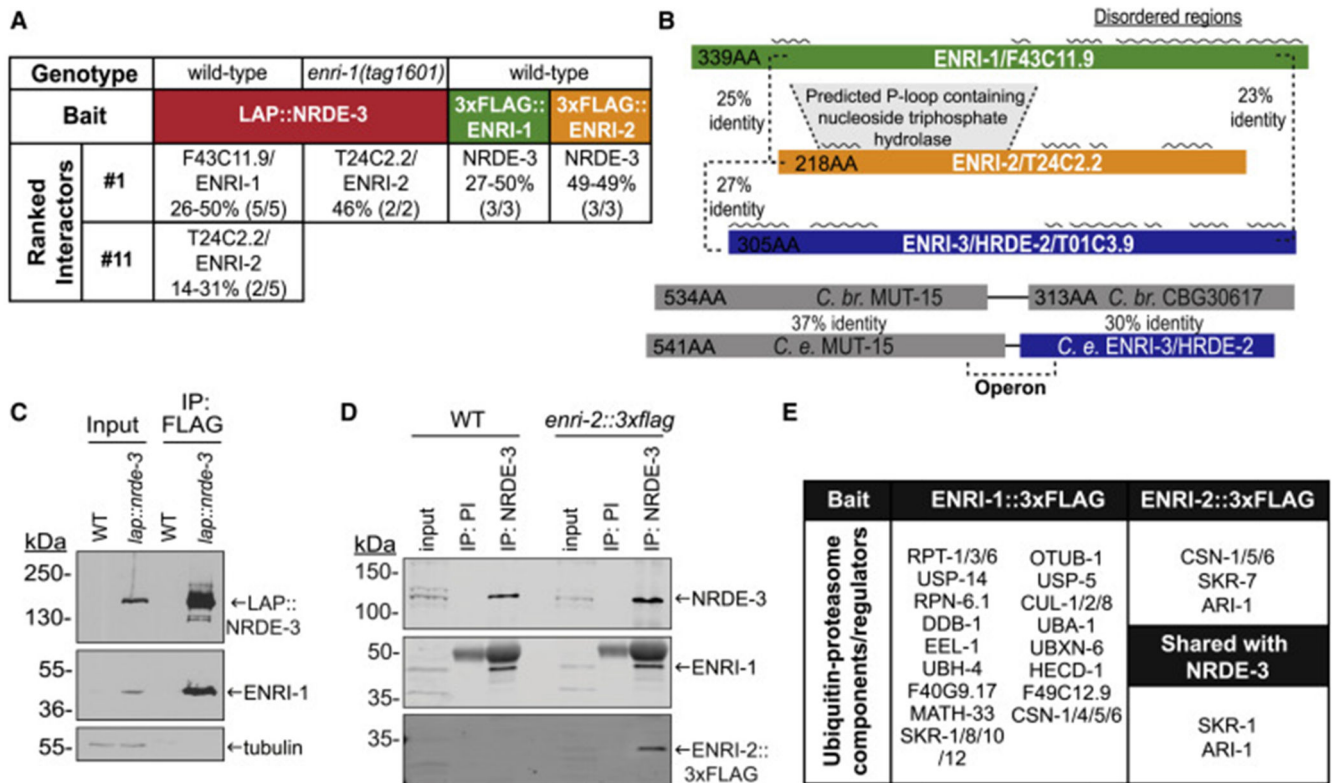 A
Genotype
wild-type
enri-1(tag1601)
wild-type
Bait
LAP::NRDE-3
3xFLAG::
ENRI-1
3xFLAG::
ENRI-2
Ranked
Interactors
#1
F43C11.9/
ENRI-1
26-50% (5/5)
T24C2.2/
ENRI-2
46% (2/2)
NRDE-3
27-50%
(3/3)
NRDE-3
49-49%
(3/3)
#11
T24C2.2/
ENRI-2
14-31% (2/5)
B
Disordered regions
339AA
ENRI-1/F43C11.9
25%
identity
Predicted P-loop containing
nucleoside triphosphate
hydrolase
23%
identity
218AA
ENRI-2/T24C2.2
27%
identity
305AA
ENRI-3/HRDE-2/T01C3.9
534AA
C. br. MUT-15
313AA
C. br. CBG30617
37% identity
30% identity
541AA
C. e. MUT-15
C. e. ENRI-3/HRDE-2
Operon
C
Input
IP:
FLAG
WT
lap::nrde-3
WT
lap::nrde-3
kDa
250-
130-
←LAP::
NRDE-3
55-
36-
←ENRI-1
55-
←tubulin
D
WT
enri-2::3xflag
input
IP: PI
IP: NRDE-3
input
IP: PI
IP: NRDE-3
kDa
150-
100-
←NRDE-3
50-
35-
←ENRI-1
35-
←ENRI-2::
3xFLAG
E
Bait
ENRI-1::3xFLAG
ENRI-2::3xFLAG
Ubiquitin-proteasome
components/regulators
RPT-1/3/6
USP-14
RPN-6.1
DDB-1
EEL-1
UBH-4
F40G9.17
MATH-33
SKR-1/8/10
/12
OTUB-1
USP-5
CUL-1/2/8
UBA-1
UBXN-6
HECD-1
F49C12.9
CSN-1/4/5/6
CSN-1/5/6
SKR-7
ARI-1
Shared with
NRDE-3
SKR-1
ARI-1